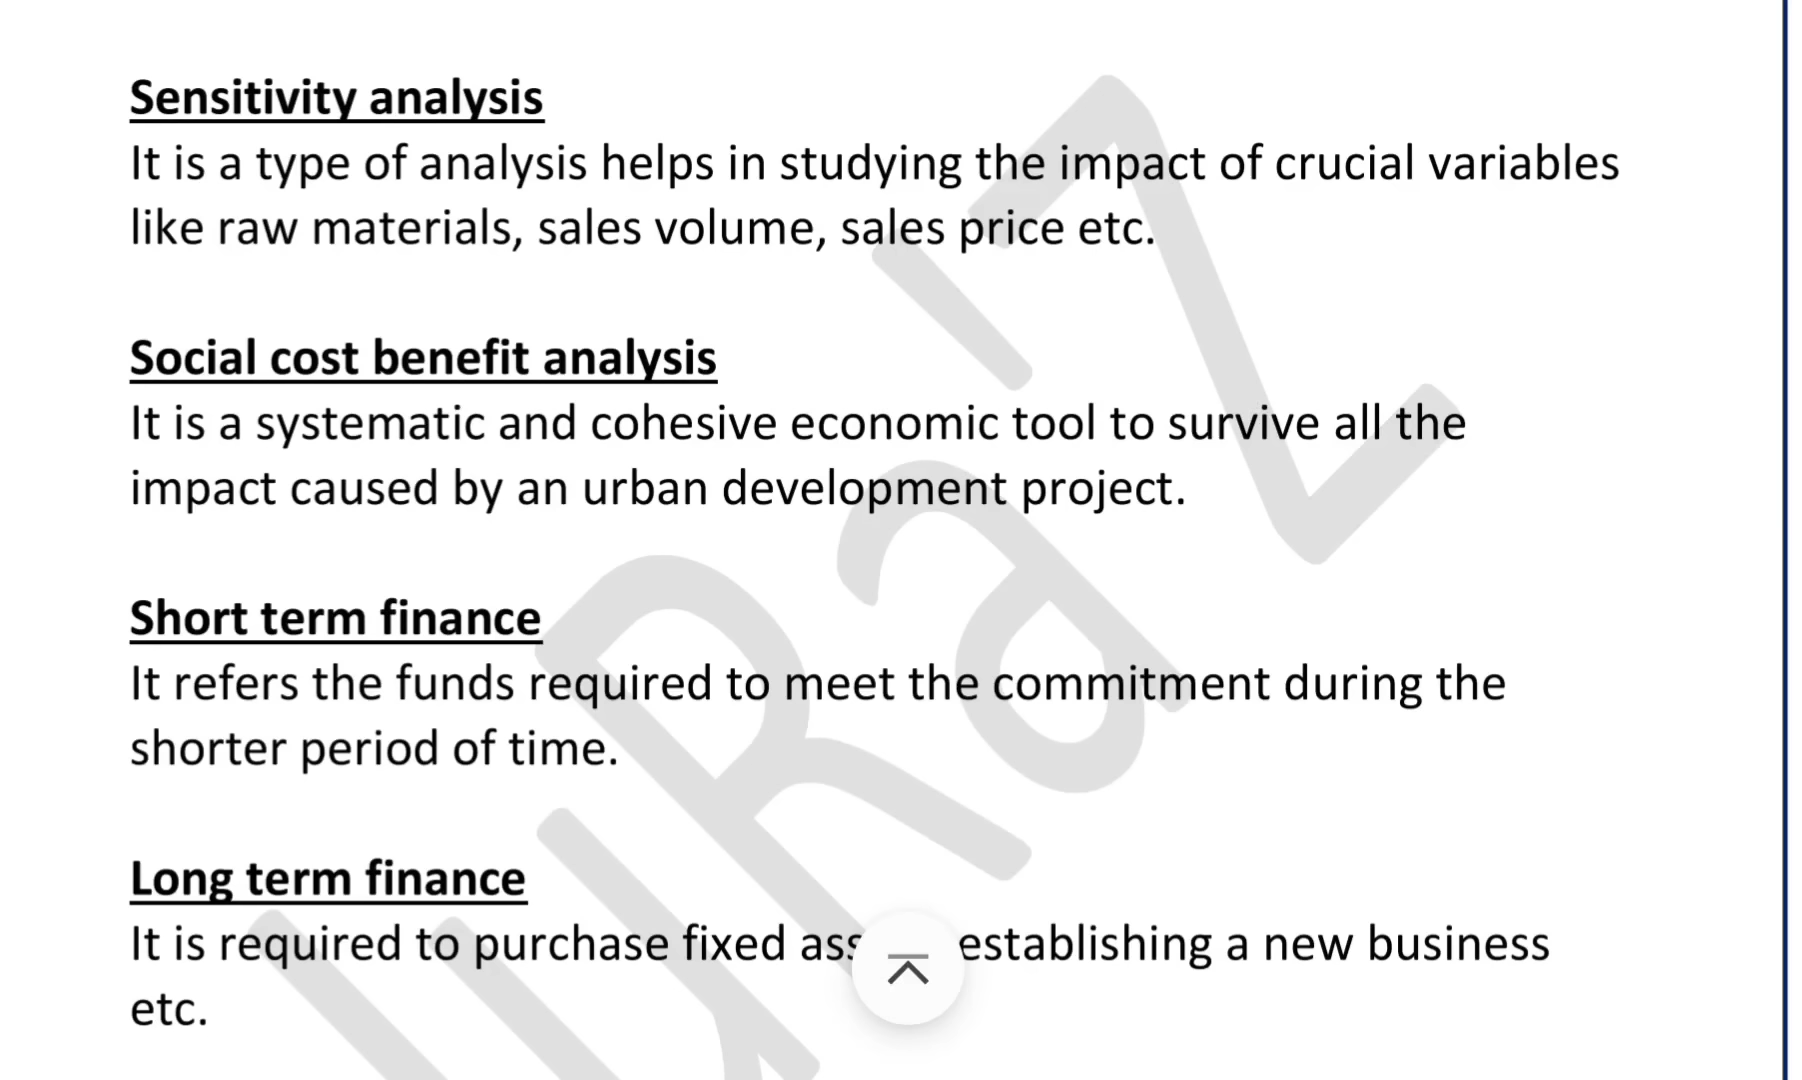 Sensitivity analysis
It is a type of analysis helps in studying the impact of crucial variables
like raw materials, sales volume, sales price etc.
Social cost benefit analysis
It is a systematic and cohesive economic tool to survive all the
impact caused by an urban development project.
Short term finance
It refers the funds required to meet the commitment during the
shorter period of time.
Long term finance
It is required to purchase fixed establishing a new business
etc.